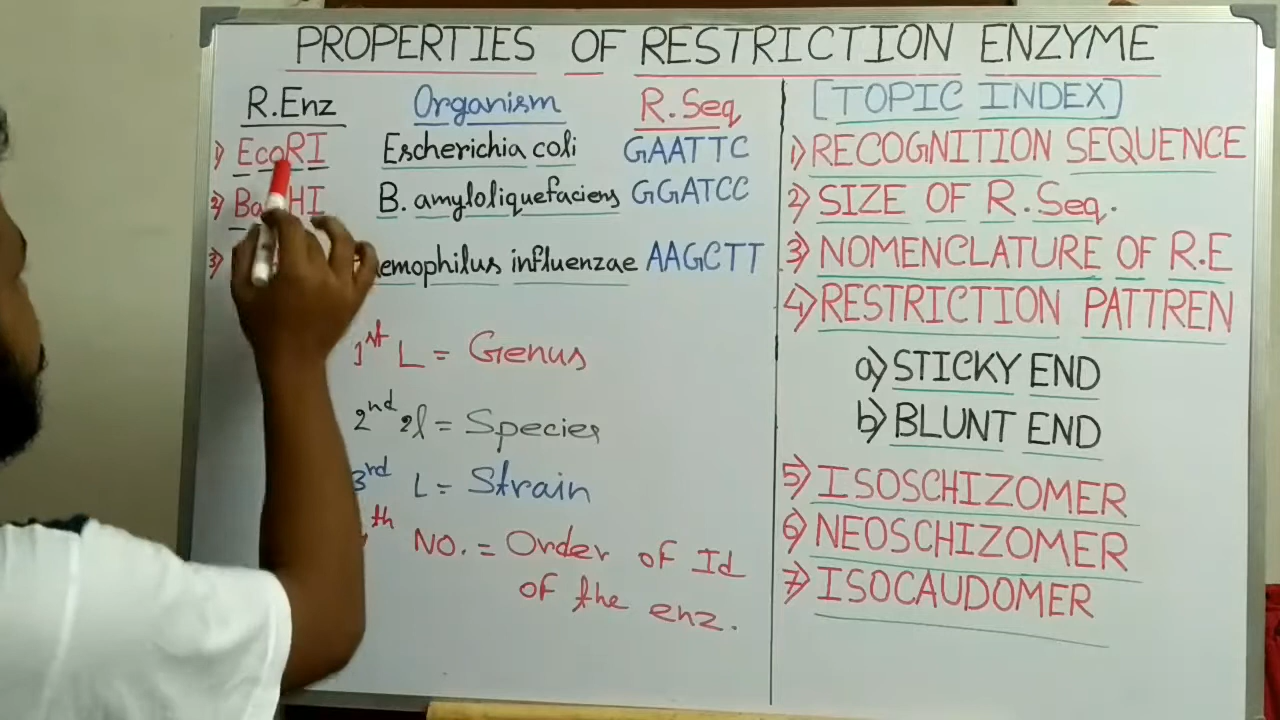 PROPERTIES OF RESTRICTION ENZYME
R.Enz Organism R.Seq
1) EcoRI Escherichia coli GAATTC
2) Ba HI B. amyloliquefaciens GGATCC
3) emophilus influenzae AAGCTT
1st L = Genus
2nd 2l = Species
3rd L = Strain
th NO. = Order of Id
of the enz.
[TOPIC INDEX]
1) RECOGNITION SEQUENCE
2) SIZE OF R.Seq.
3) NOMENCLATURE OF R.E
4) RESTRICTION PATTREN
a) STICKY END
b) BLUNT END
5) ISOSCHIZOMER
6) NEOSCHIZOMER
7) ISOCAUDOMER